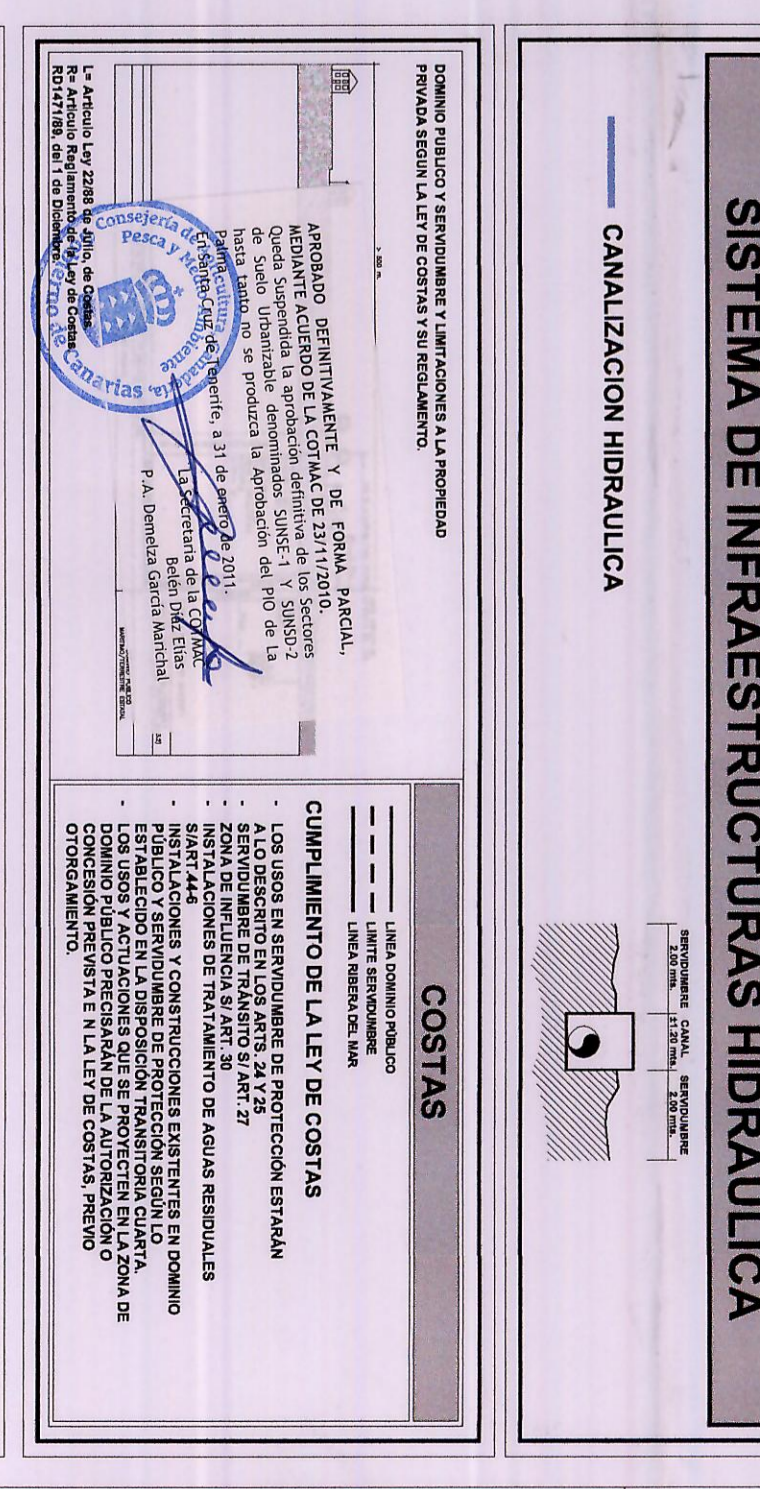 SISTEMA DE INFRAESTRUCTURAS HIDRAULICA
CANALIZACION HIDRAULICA
SERVIDUMBRE CANAL SERVIDUMBRE
2.00 mts. ±1.20 mts. 2.00 mts.
DOMINIO PUBLICO Y SERVIDUMBRE Y LIMITACIONES A LA PROPIEDAD
PRIVADA SEGUN LA LEY DE COSTAS Y SU REGLAMENTO.
> 500 m.
APROBADO DEFINITIVAMENTE Y DE FORMA PARCIAL,
MEDIANTE ACUERDO DE LA COTMAC DE 23/11/2010.
Queda Suspendida la aprobación definitiva de los Sectores
de Suelo Urbanizable denominados SUNSE-1 Y SUNSD-2
hasta tanto no se produzca la Aprobación del PIO de La
Palma
En Santa Cruz de Tenerife, a 31 de enero de 2011.
La Secretaria de la COTMAC
Belén Díaz Elías
P.A. Demelza García Marichal
Consejería de Agricultura, Ganadería,
Pesca y Medio Ambiente
Gobierno de Canarias
PUBLICO
MARITIMO/TERRESTRE ESTATAL
L= Artículo Ley 22/88 de Julio, de Costas
R= Artículo Reglamento de la Ley de Costas
RD1471/89, del 1 de Diciembre.
COSTAS
LINEA DOMINIO PÚBLICO
LIMITE SERVIDUMBRE
LINEA RIBERA DEL MAR
CUMPLIMIENTO DE LA LEY DE COSTAS
- LOS USOS EN SERVIDUMBRE DE PROTECCIÓN ESTARÁN
A LO DESCRITO EN LOS ARTS. 24 Y 25
- SERVIDUMBRE DE TRÁNSITO S/ ART. 27
- ZONA DE INFLUENCIA S/ ART. 30
- INSTALACIONES DE TRATAMIENTO DE AGUAS RESIDUALES
S/ART.44-6
- INSTALACIONES Y CONSTRUCCIONES EXISTENTES EN DOMINIO
PÚBLICO Y SERVIDUMBRE DE PROTECCIÓN SEGÚN LO
ESTABLECIDO EN LA DISPOSICIÓN TRANSITORIA CUARTA.
- LOS USOS Y ACTUACIONES QUE SE PROYECTEN EN LA ZONA DE
DOMINIO PÚBLICO PRECISARÁN DE LA AUTORIZACIÓN O
CONCESIÓN PREVISTA E N LA LEY DE COSTAS, PREVIO
OTORGAMIENTO.